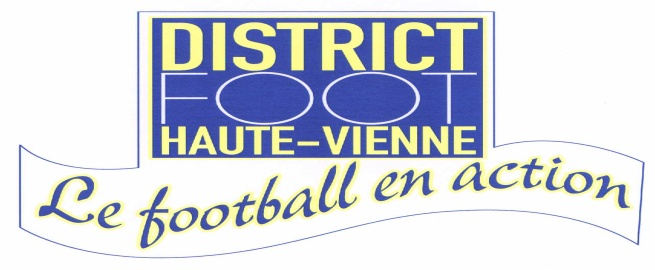 DISTRICT
FOOT
HAUTE-VIENNE
Le football en action